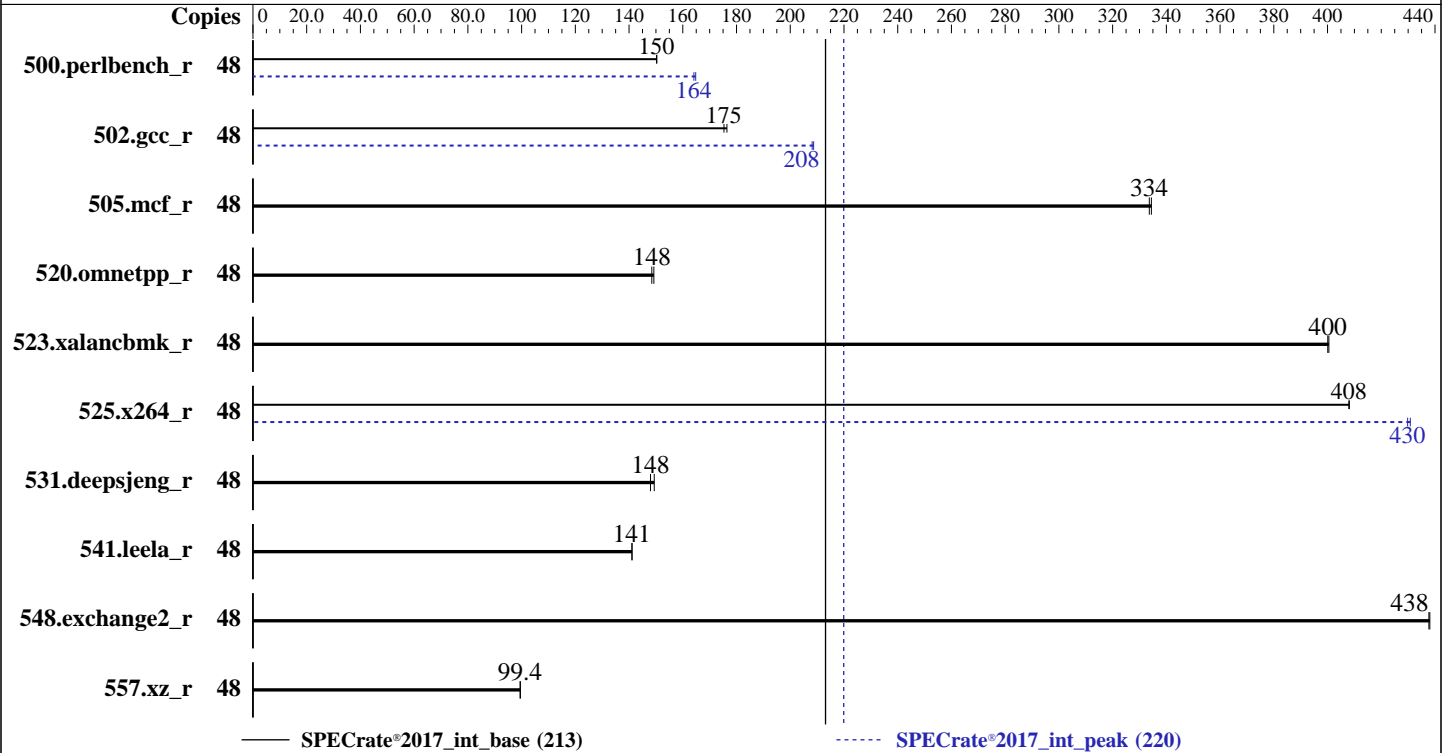 Copies 0 20.0 40.0 60.0 80.0 100 120 140 160 180 200 220 240 260 280 300 320 340 360 380 400 440
150
500.perlbench_r 48
164
175
502.gcc_r 48
208
334
505.mcf_r 48
148
520.omnetpp_r 48
400
523.xalancbmk_r 48
408
525.x264_r 48
430
148
531.deepsjeng_r 48
141
541.leela_r 48
438
548.exchange2_r 48
99.4
557.xz_r 48
SPECrate®2017_int_base (213) SPECrate®2017_int_peak (220)